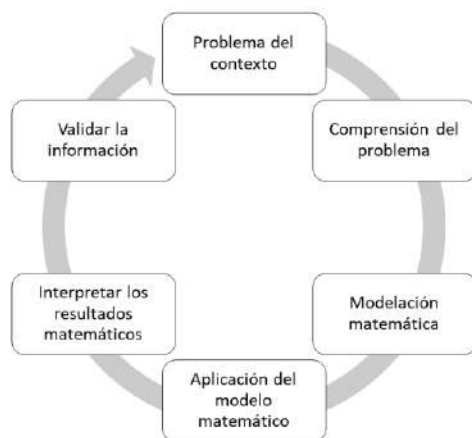 Problema del
contexto
Comprensión del
problema
Modelación
matemática
Aplicación del
modelo
matemático
Interpretar los
resultados
matemáticos
Validar la
información